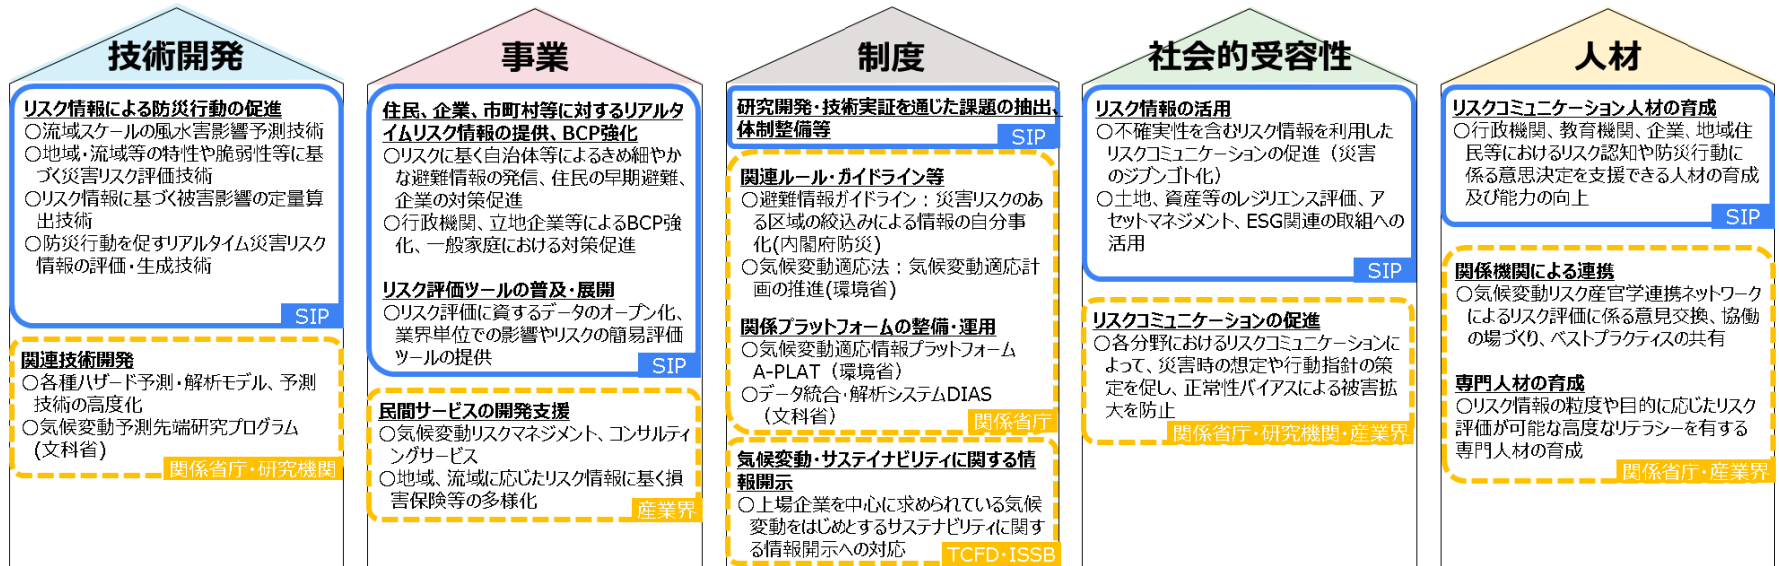 技術開発
リスク情報による防災行動の促進
○流域スケールの風水害影響予測技術
○地域・流域等の特性や脆弱性等に基
づく災害リスク評価技術
○リスク情報に基づく被害影響の定量算
出技術
○防災行動を促すリアルタイム災害リスク
情報の評価・生成技術
SIP
関連技術開発
○各種ハザード予測・解析モデル、予測
技術の高度化
○気候変動予測先端研究プログラム
(文科省)
関係省庁・研究機関
事業
住民、企業、市町村等に対するリアルタ
イムリスク情報の提供、BCP強化
○リスクに基く自治体等によるきめ細やか
な避難情報の発信、住民の早期避難、
企業の対策促進
○行政機関、立地企業等によるBCP強
化、一般家庭における対策促進
リスク評価ツールの普及・展開
○リスク評価に資するデータのオープン化、
業界単位での影響やリスクの簡易評価
ツールの提供
SIP
民間サービスの開発支援
○気候変動リスクマネジメント、コンサルティ
ングサービス
○地域、流域に応じたリスク情報に基く損
害保険等の多様化
産業界
制度
研究開発・技術実証を通じた課題の抽出、
体制整備等
SIP
関連ルール・ガイドライン等
○避難情報ガイドライン：災害リスクのあ
る区域の絞込みによる情報の自分事
化(内閣府防災)
○気候変動適応法：気候変動適応計
画の推進(環境省)
関係プラットフォームの整備・運用
○気候変動適応情報プラットフォーム
A-PLAT（環境省）
○データ統合・解析システムDIAS
（文科省）
関係省庁
気候変動・サステイナビリティに関する情
報開示
○上場企業を中心に求められている気候
変動をはじめとするサステナビリティに関す
る情報開示への対応
TCFD・ISSB
社会的受容性
リスク情報の活用
○不確実性を含むリスク情報を利用した
リスクコミュニケーションの促進（災害
のジブンゴト化）
○土地、資産等のレジリエンス評価、ア
セットマネジメント、ESG関連の取組への
活用
SIP
リスクコミュニケーションの促進
○各分野におけるリスクコミュニケーションに
よって、災害時の想定や行動指針の策
定を促し、正常性バイアスによる被害拡
大を防止
関係省庁・研究機関・産業界
人材
リスクコミュニケーション人材の育成
○行政機関、教育機関、企業、地域住
民等におけるリスク認知や防災行動に
係る意思決定を支援できる人材の育成
及び能力の向上
SIP
関係機関による連携
○気候変動リスク産官学連携ネットワーク
によるリスク評価に係る意見交換、協働
の場づくり、ベストプラクティスの共有
専門人材の育成
○リスク情報の粒度や目的に応じたリスク
評価が可能な高度なリテラシーを有する
専門人材の育成
関係省庁・産業界